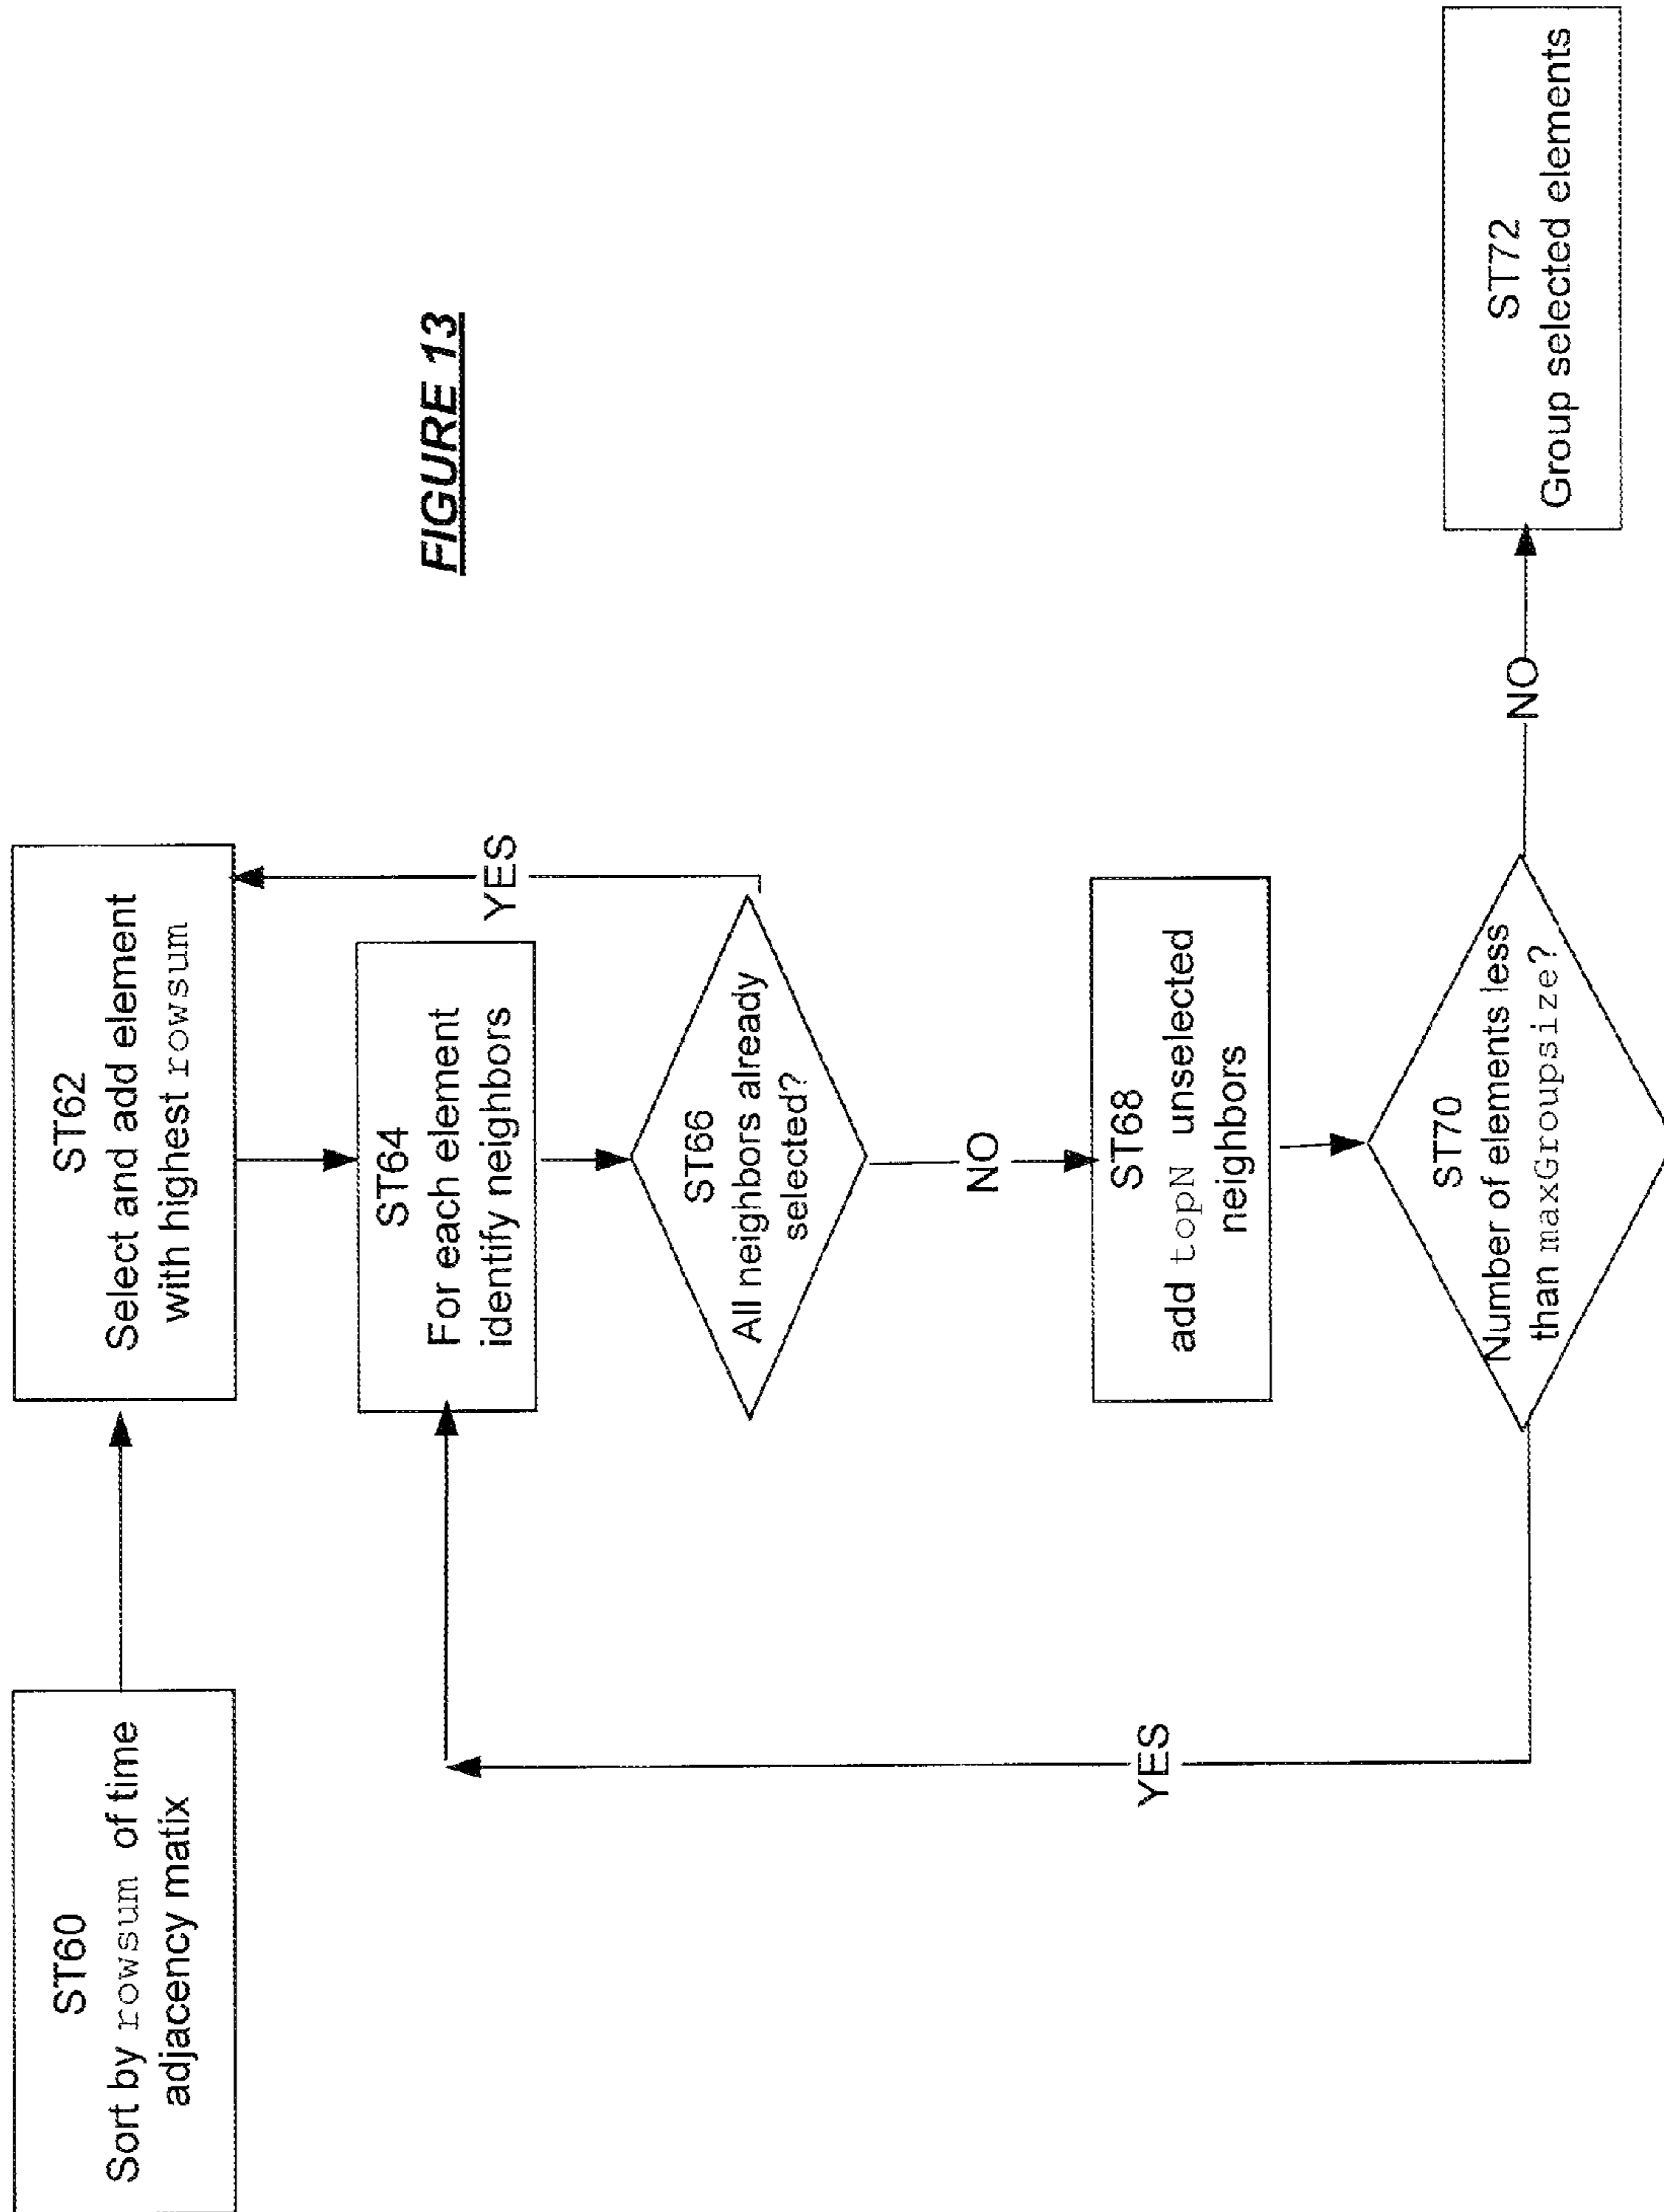 ST60
Sort by rowsum of time
adjacency matix
ST62
Select and add element
with highest rowsum
ST64
For each element
identify neighbors
ST66
All neighbors already
selected?
YES
NO
ST68
add topN unselected
neighbors
ST70
Number of elements less
than maxGroupsize?
YES
NO
ST72
Group selected elements
FIGURE 13